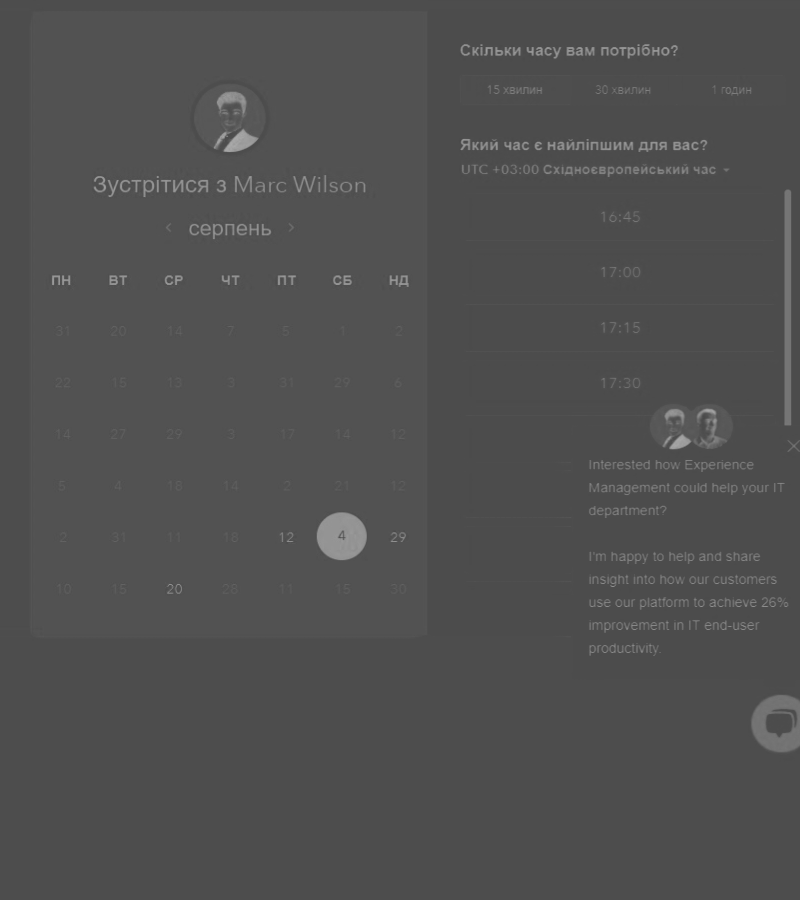 Зустрітися з Marc Wilson
серпень
ПН ВТ СР ЧТ ПТ СБ НД
31 20 14 7 5 1 2
22 15 13 3 31 29 6
14 27 29 3 17 14 12
5 4 18 14 2 21 12
2 31 11 18 12 4 29
10 15 20 28 11 15 30
Скільки часу вам потрібно?
15 хвилин 30 хвилин 1 годин
Який час є найліпшим для вас?
UTC +03:00 Східноєвропейський час
16:45
17:00
17:15
17:30
Interested how Experience
Management could help your IT
department?
I'm happy to help and share
insight into how our customers
use our platform to achieve 26%
improvement in IT end-user
productivity.